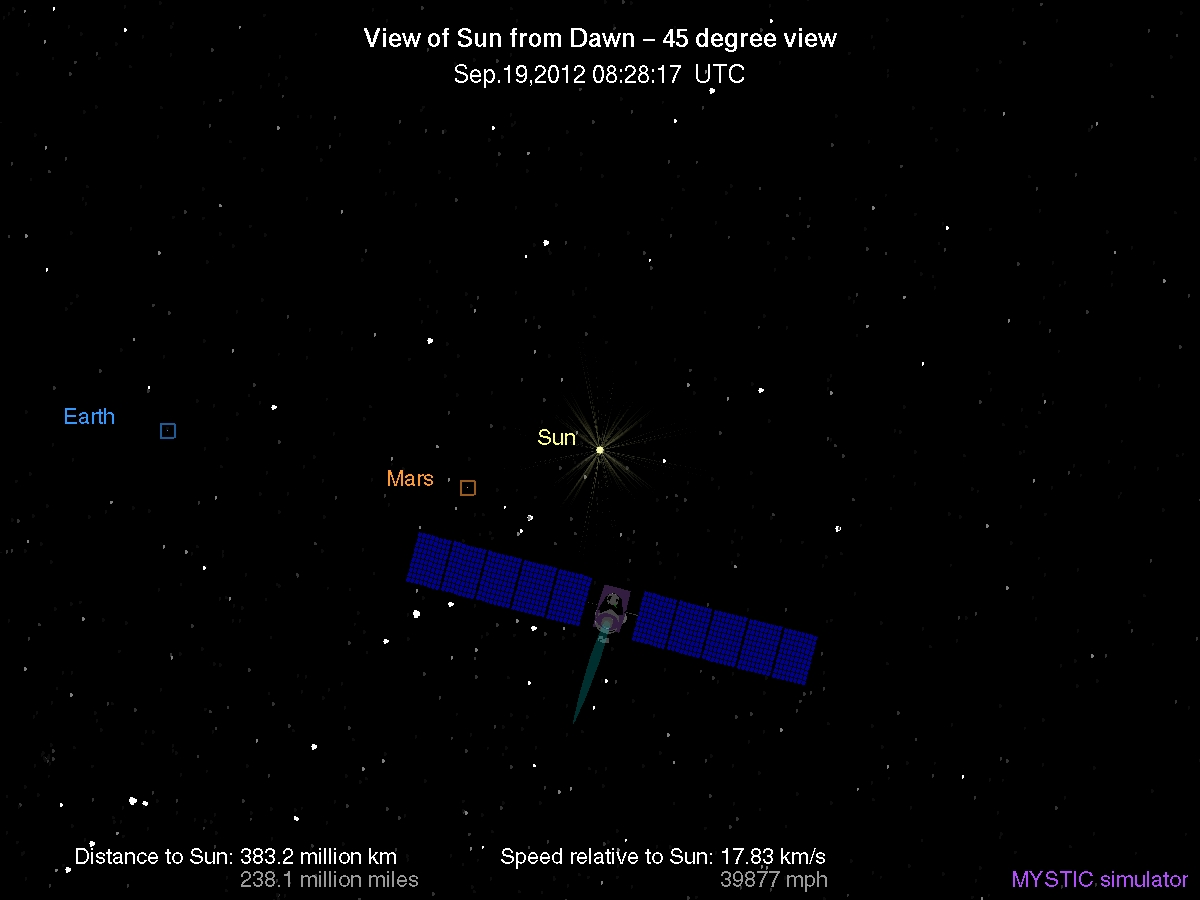 View of Sun from Dawn – 45 degree view
Sep.19,2012 08:28:17 UTC
Earth
Sun
Mars
Distance to Sun: 383.2 million km
238.1 million miles
Speed relative to Sun: 17.83 km/s
39877 mph
MYSTIC simulator